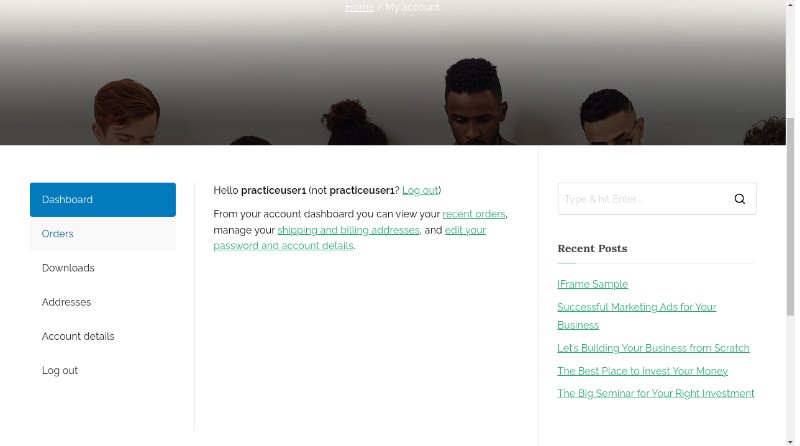 Home / My account
Dashboard
Orders
Downloads
Addresses
Account details
Log out
Hello practiceuser1 (not practiceuser1? Log out)
From your account dashboard you can view your recent orders,
manage your shipping and billing addresses, and edit your
password and account details.
Type & hit Enter ...
Recent Posts
IFrame Sample
Successful Marketing Ads for Your
Business
Let's Building Your Business from Scratch
The Best Place to Invest Your Money
The Big Seminar for Your Right Investment